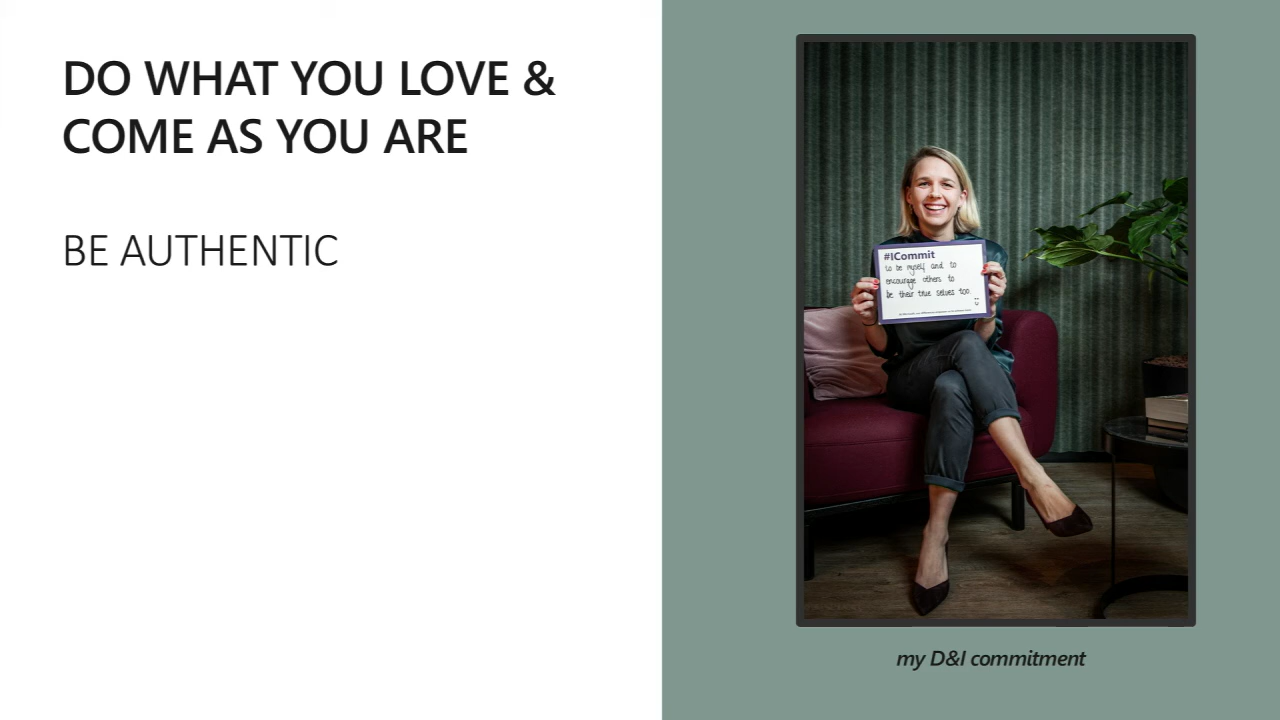 DO WHAT YOU LOVE &
COME AS YOU ARE
BE AUTHENTIC
#ICommit
to be myself and to
encourage others to
be their true selves too.
my D&I commitment